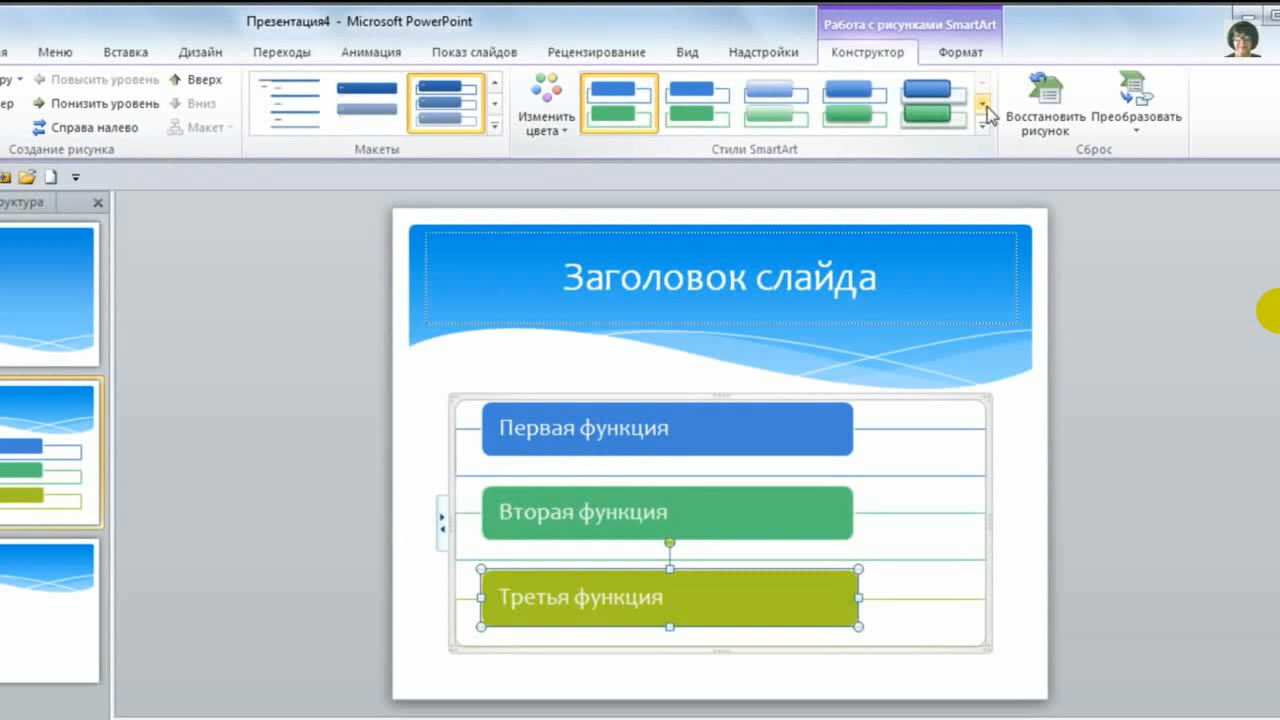 Презентация4 - Microsoft PowerPoint
Работа с рисунками SmartArt
Меню Вставка Дизайн Переходы Анимация Показ слайдов Рецензирование Вид Надстройки Конструктор Формат
Повысить уровень Вверх
Понизить уровень Вниз
Справа налево Макет
Создание рисунка
Макеты
Изменить
цвета
Стили SmartArt
Восстановить
рисунок
Преобразовать
Сброс
Заголовок слайда
Первая функция
Вторая функция
Третья функция